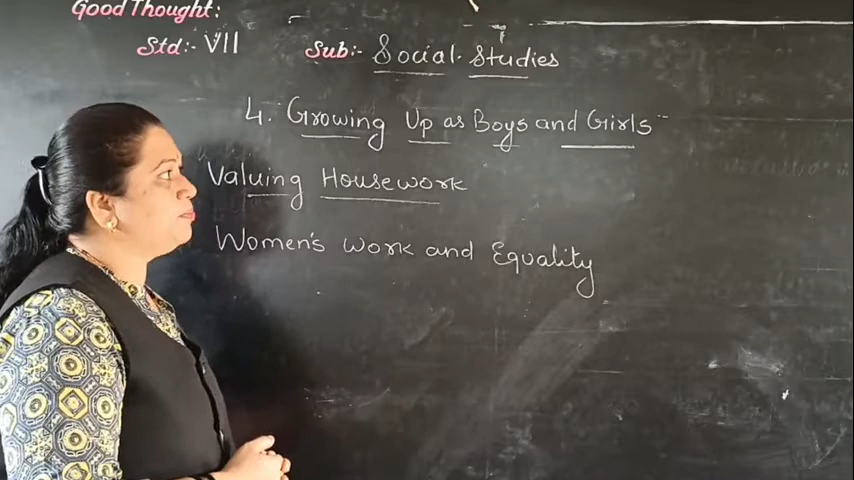 Good Thought:
Std:- VII Sub:- Social Studies
4. Growing Up as Boys and Girls
Valuing Housework
Women's work and Equality